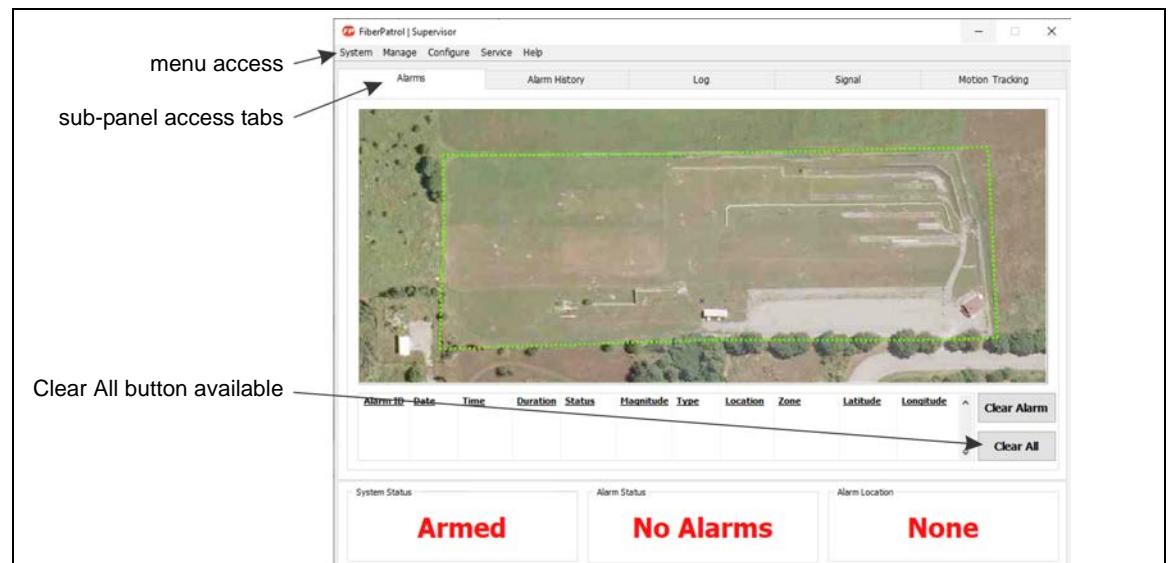 FiberPatrol | Supervisor
System Manage Configure Service Help
menu access
Alarms Alarm History Log Signal Motion Tracking
sub-panel access tabs
Clear All button available
Alarm ID Date Time Duration Status Magnitude Type Location Zone Latitude Longitude
Clear Alarm
Clear All
System Status Alarm Status Alarm Location
Armed No Alarms None